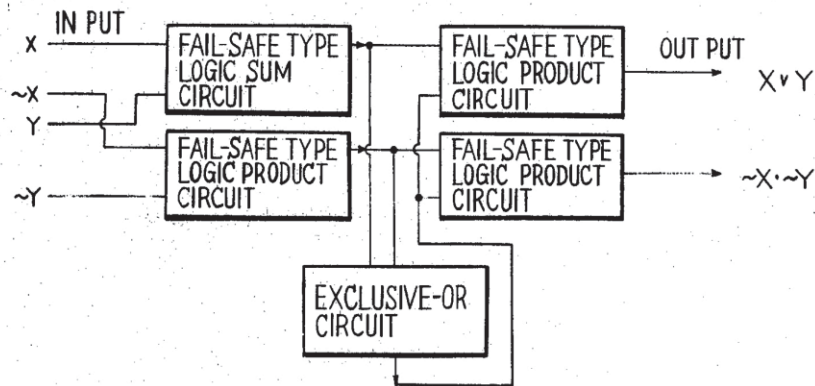 IN PUT
X
~X
Y
~Y
FAIL-SAFE TYPE
LOGIC SUM
CIRCUIT
FAIL-SAFE TYPE
LOGIC PRODUCT
CIRCUIT
FAIL-SAFE TYPE
LOGIC PRODUCT
CIRCUIT
FAIL-SAFE TYPE
LOGIC PRODUCT
CIRCUIT
EXCLUSIVE-OR
CIRCUIT
OUT PUT
X v Y
~X·~Y